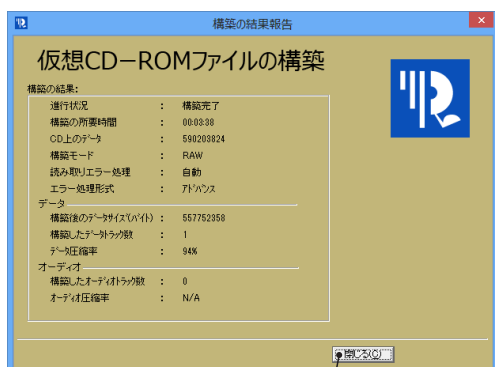 構築の結果報告
仮想CD－ROMファイルの構築
構築の結果:
進行状況 : 構築完了
構築の所要時間 : 00:03:38
CD上のﾃﾞｰﾀ : 590203824
構築モード : RAW
読み取りエラー処理 : 自動
エラー処理形式 : ｱﾄﾞﾊﾞﾝｽ
データ
構築後のﾃﾞｰﾀｻｲｽﾞ(ﾊﾞｲﾄ) : 557752358
構築したﾃﾞｰﾀﾄﾗｯｸ数 : 1
ﾃﾞｰﾀ圧縮率 : 94%
オーディオ
構築したｵｰﾃﾞｨｵﾄﾗｯｸ数 : 0
ｵｰﾃﾞｨｵ圧縮率 : N/A
閉じる(C)